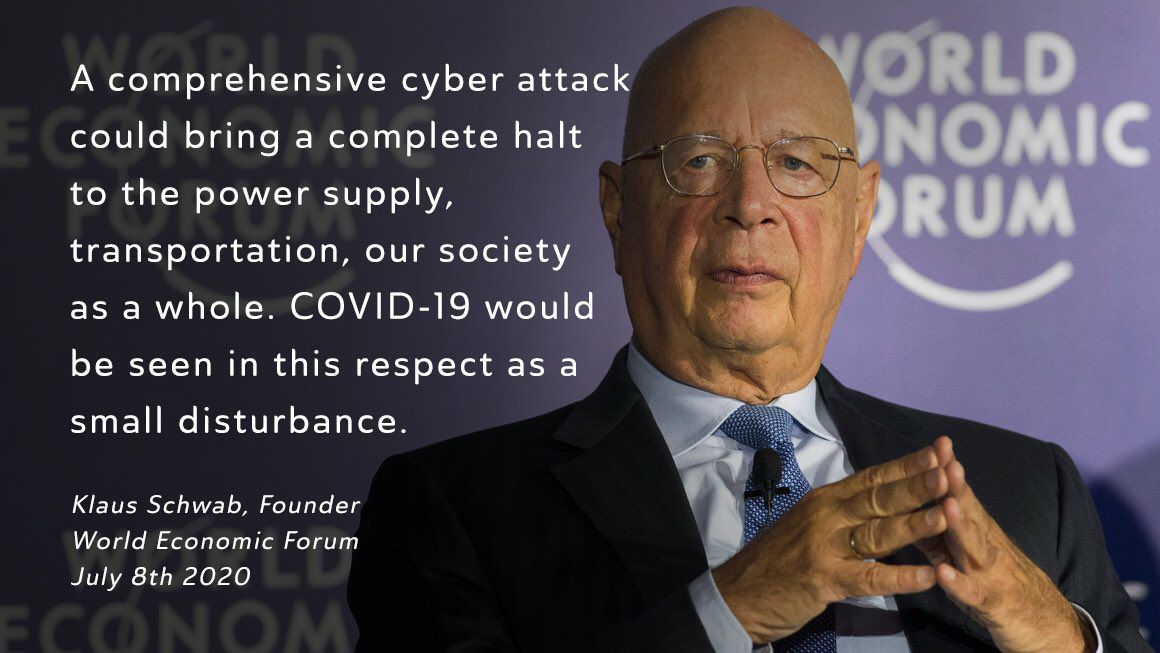 A comprehensive cyber attack
could bring a complete halt
to the power supply,
transportation, our society
as a whole. COVID-19 would
be seen in this respect as a
small disturbance.
Klaus Schwab, Founder
World Economic Forum
July 8th 2020
WORLD
ECONOMIC
FORUM
WORLD
ECONOMIC
FORUM
WORLD
ECONOMIC